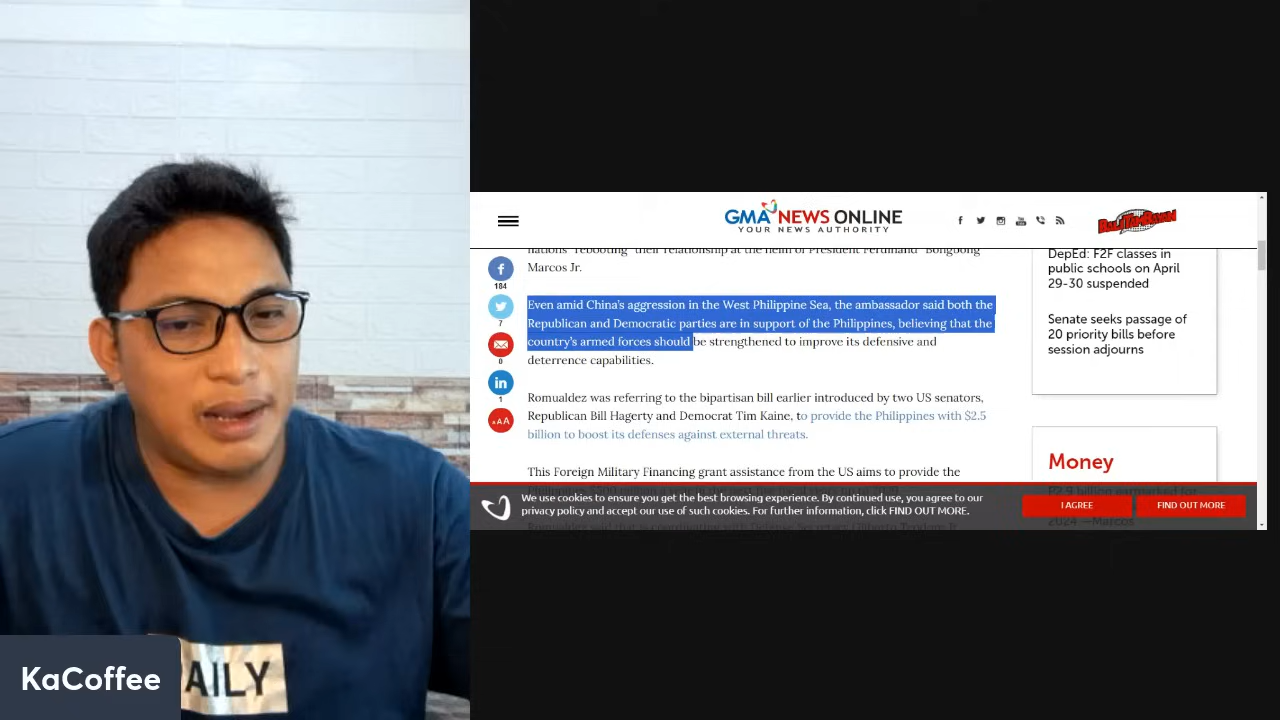 GMA NEWS ONLINE
YOUR NEWS AUTHORITY
nations "rebooting" their relationship at the helm of President Ferdinand "Bongbong"
Marcos Jr.
184
Even amid China's aggression in the West Philippine Sea, the ambassador said both the
7
Republican and Democratic parties are in support of the Philippines, believing that the
country's armed forces should be strengthened to improve its defensive and
0
deterrence capabilities.
1
Romualdez was referring to the bipartisan bill earlier introduced by two US senators,
Republican Bill Hagerty and Democrat Tim Kaine, to provide the Philippines with $2.5
billion to boost its defenses against external threats.
AAA
This Foreign Military Financing grant assistance from the US aims to provide the
DepEd: F2F classes in
public schools on April
29-30 suspended
Senate seeks passage of
20 priority bills before
session adjourns
Money
2024 —Marcos
We use cookies to ensure you get the best browsing experience. By continued use, you agree to our
privacy policy and accept our use of such cookies. For further information, click FIND OUT MORE.
I AGREE
FIND OUT MORE
KaCoffee
AILY